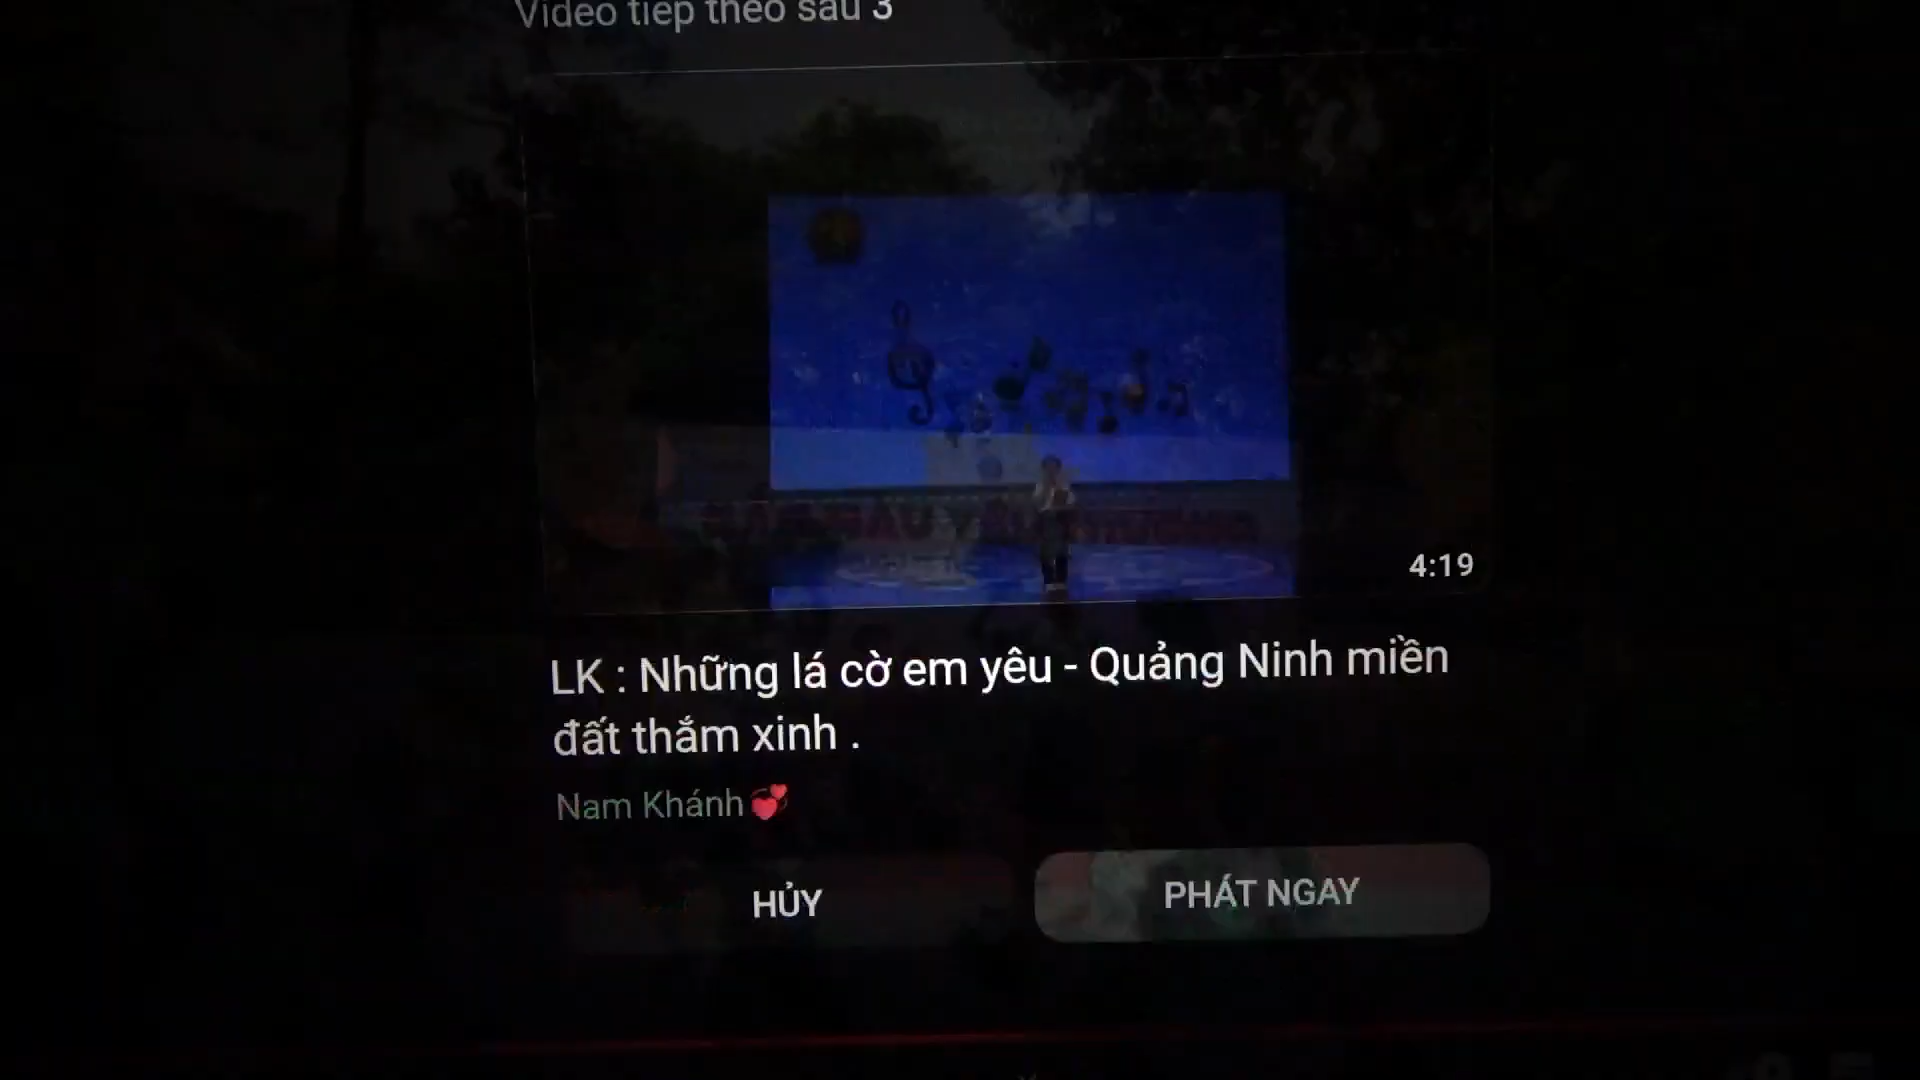 Video tiếp theo sau 3
4:19
LK : Những lá cờ em yêu - Quảng Ninh miền
đất thắm xinh .
Nam Khánh💞
HỦY
PHÁT NGAY